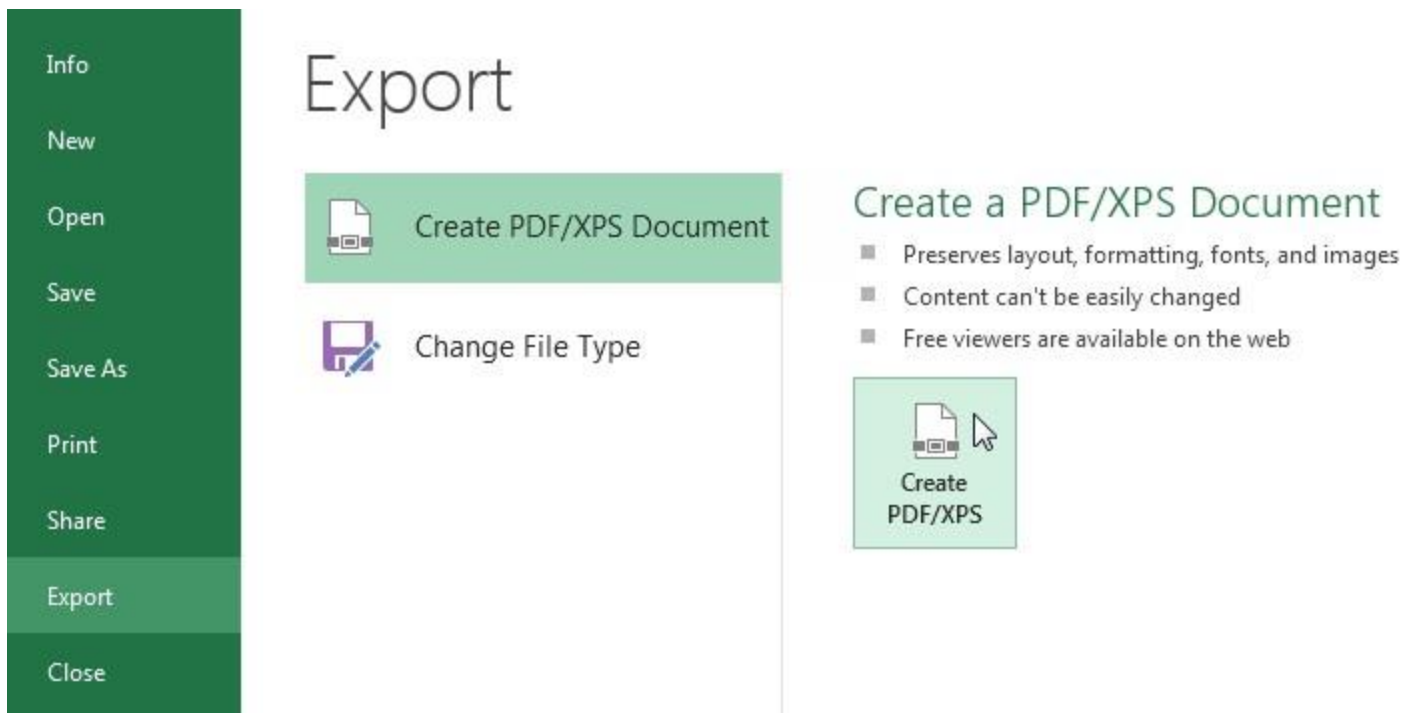 Info
New
Open
Save
Save As
Print
Share
Export
Close
Export
Create PDF/XPS Document
Change File Type
Create a PDF/XPS Document
Preserves layout, formatting, fonts, and images
Content can't be easily changed
Free viewers are available on the web
Create
PDF/XPS